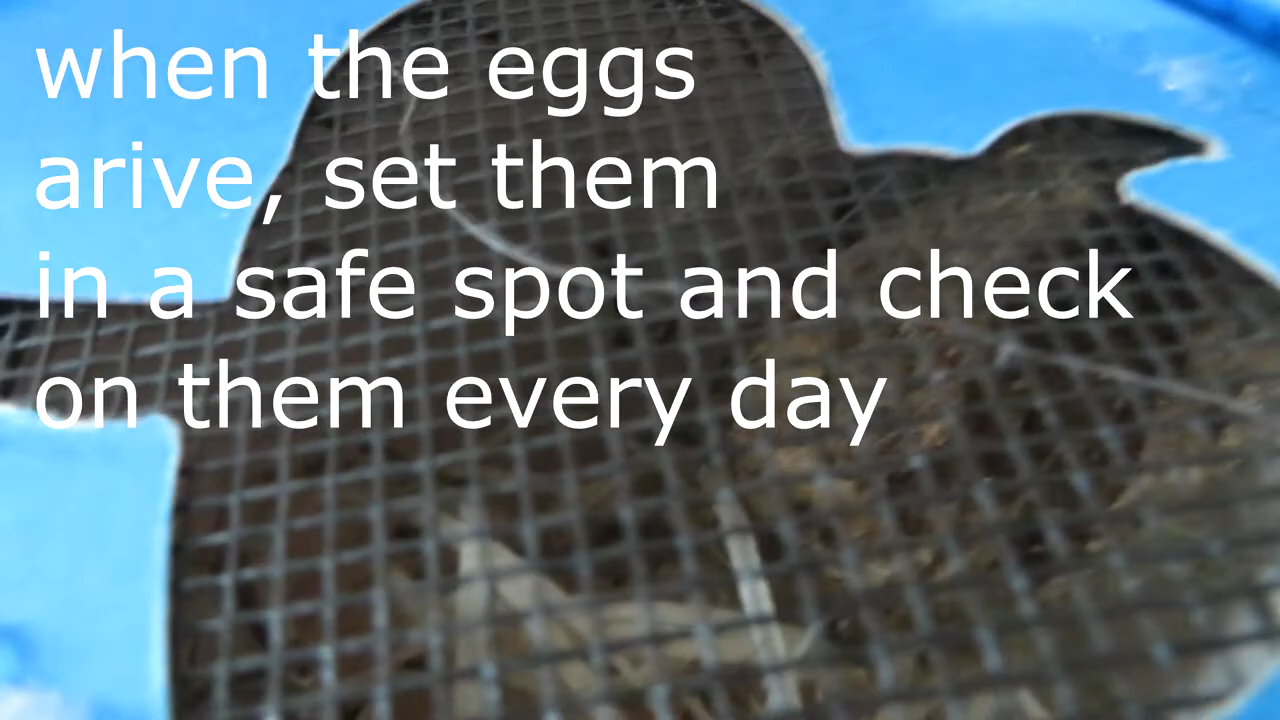 when the eggs
arive, set them
in a safe spot and check
on them every day